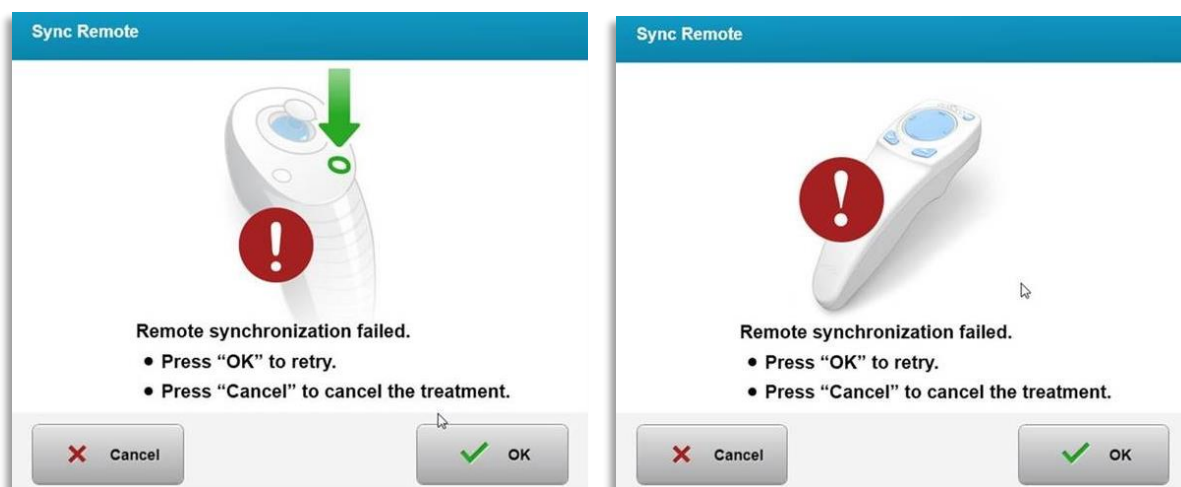 Sync Remote
Remote synchronization failed.
• Press “OK” to retry.
• Press “Cancel” to cancel the treatment.
Cancel
OK
Sync Remote
Remote synchronization failed.
• Press “OK” to retry.
• Press “Cancel” to cancel the treatment.
Cancel
OK